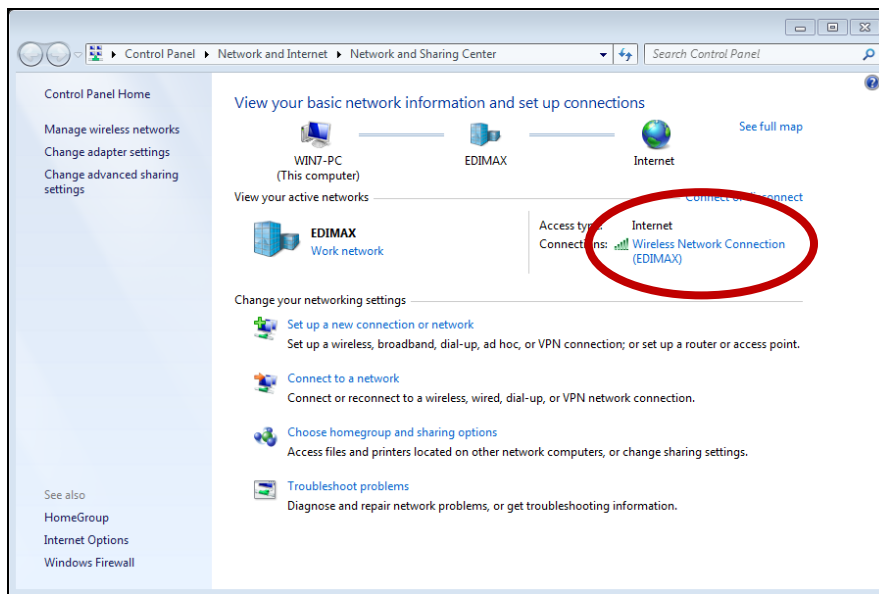 Control Panel ▸ Network and Internet ▸ Network and Sharing Center
Search Control Panel
Control Panel Home
Manage wireless networks
Change adapter settings
Change advanced sharing
settings
See also
HomeGroup
Internet Options
Windows Firewall
View your basic network information and set up connections
See full map
WIN7-PC
(This computer)
EDIMAX
Internet
View your active networks
Connect or disconnect
EDIMAX
Work network
Access type: Internet
Connections: Wireless Network Connection
(EDIMAX)
Change your networking settings
Set up a new connection or network
Set up a wireless, broadband, dial-up, ad hoc, or VPN connection; or set up a router or access point.
Connect to a network
Connect or reconnect to a wireless, wired, dial-up, or VPN network connection.
Choose homegroup and sharing options
Access files and printers located on other network computers, or change sharing settings.
Troubleshoot problems
Diagnose and repair network problems, or get troubleshooting information.